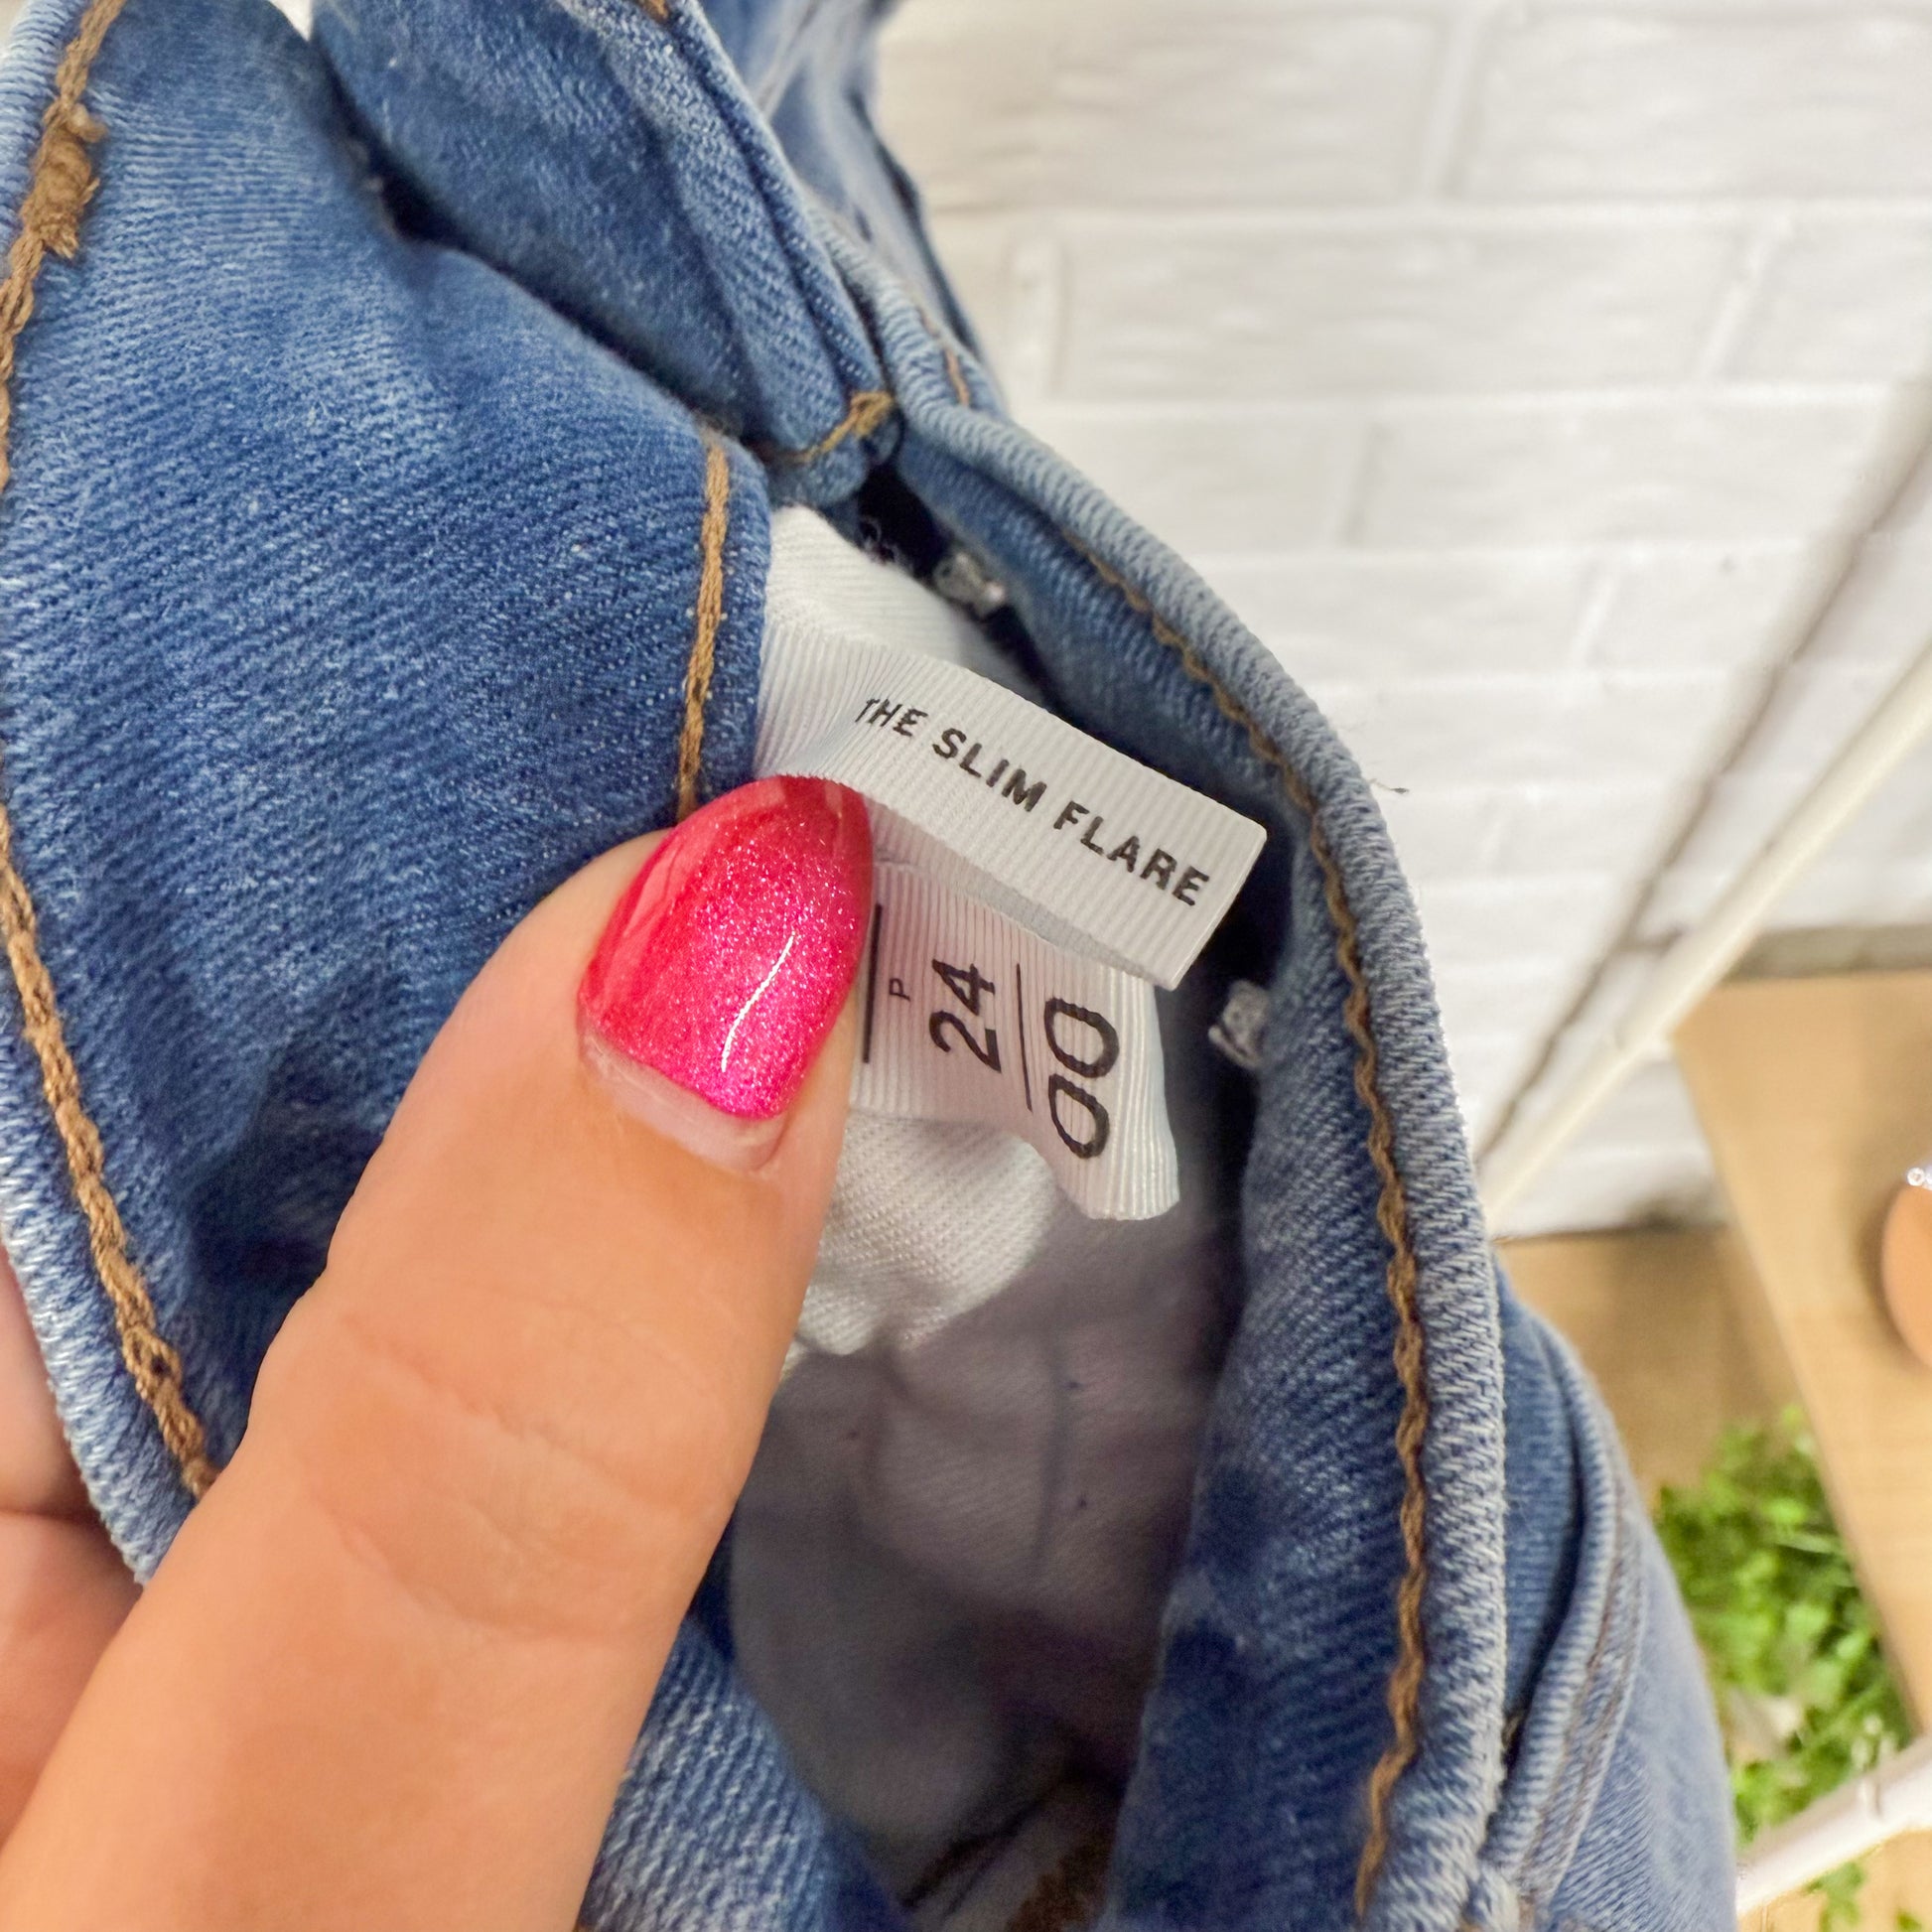 THE SLIM FLARE
00
24
P